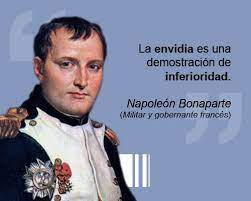 La envidia es una
demostración de
inferioridad.
Napoleón Bonaparte
(Militar y gobernante francés)